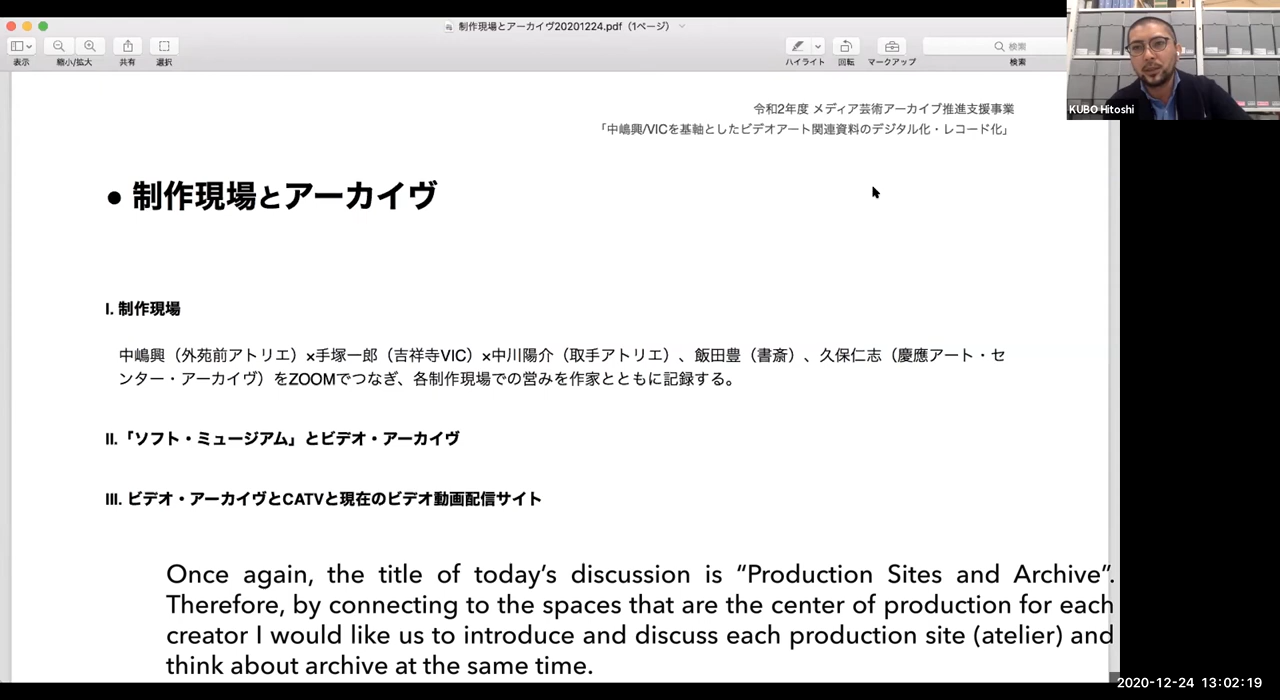 制作現場とアーカイヴ20201224.pdf（1ページ）
表示
縮小/拡大
共有
選択
ハイライト
回転
マークアップ
検索
検索
KUBO Hitoshi
令和2年度 メディア芸術アーカイブ推進支援事業
「中嶋興/VICを基軸としたビデオアート関連資料のデジタル化・レコード化」
● 制作現場とアーカイヴ
I. 制作現場
中嶋興（外苑前アトリエ）×手塚一郎（吉祥寺VIC）×中川陽介（取手アトリエ）、飯田豊（書斎）、久保仁志（慶應アート・セ
ンター・アーカイヴ）をZOOMでつなぎ、各制作現場での営みを作家とともに記録する。
II.「ソフト・ミュージアム」とビデオ・アーカイヴ
III. ビデオ・アーカイヴとCATVと現在のビデオ動画配信サイト
Once again, the title of today’s discussion is “Production Sites and Archive”.
Therefore, by connecting to the spaces that are the center of production for each
creator I would like us to introduce and discuss each production site (atelier) and
think about archive at the same time.
2020-12-24 13:02:19